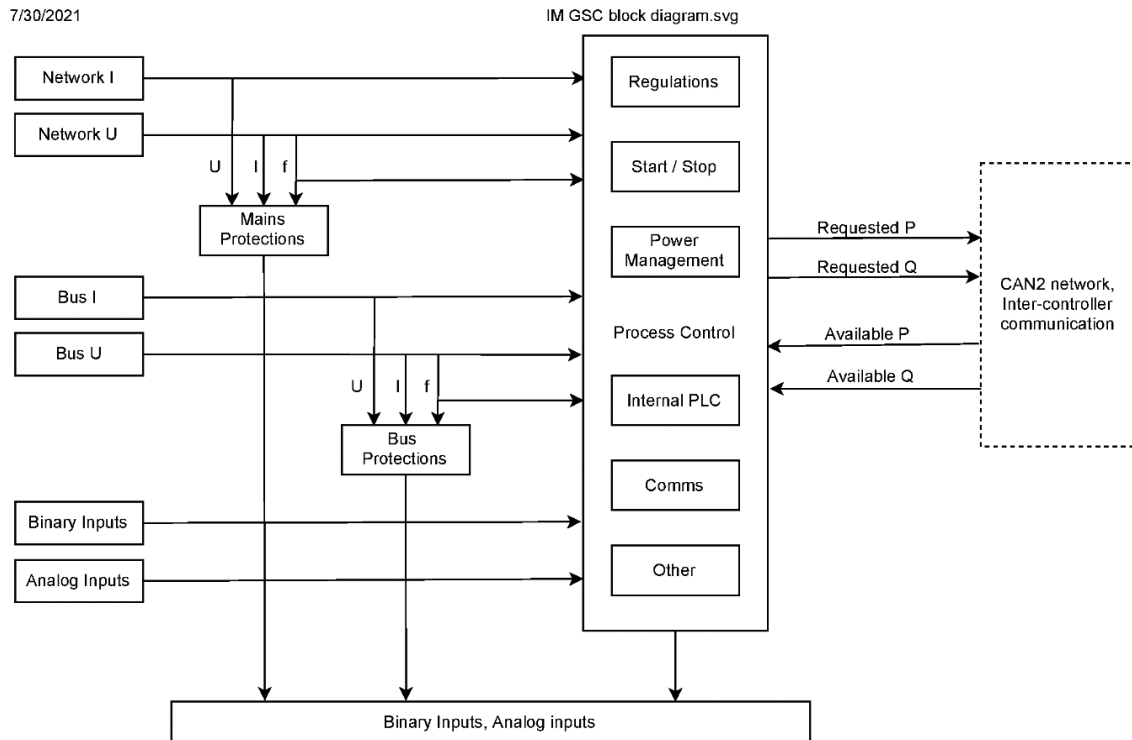 7/30/2021
IM GSC block diagram.svg
Network I
Network U
U I f
Mains
Protections
Bus I
Bus U
U I f
Bus
Protections
Binary Inputs
Analog Inputs
Regulations
Start / Stop
Power
Management
Process Control
Internal PLC
Comms
Other
Requested P
Requested Q
Available P
Available Q
CAN2 network,
Inter-controller
communication
Binary Inputs, Analog inputs